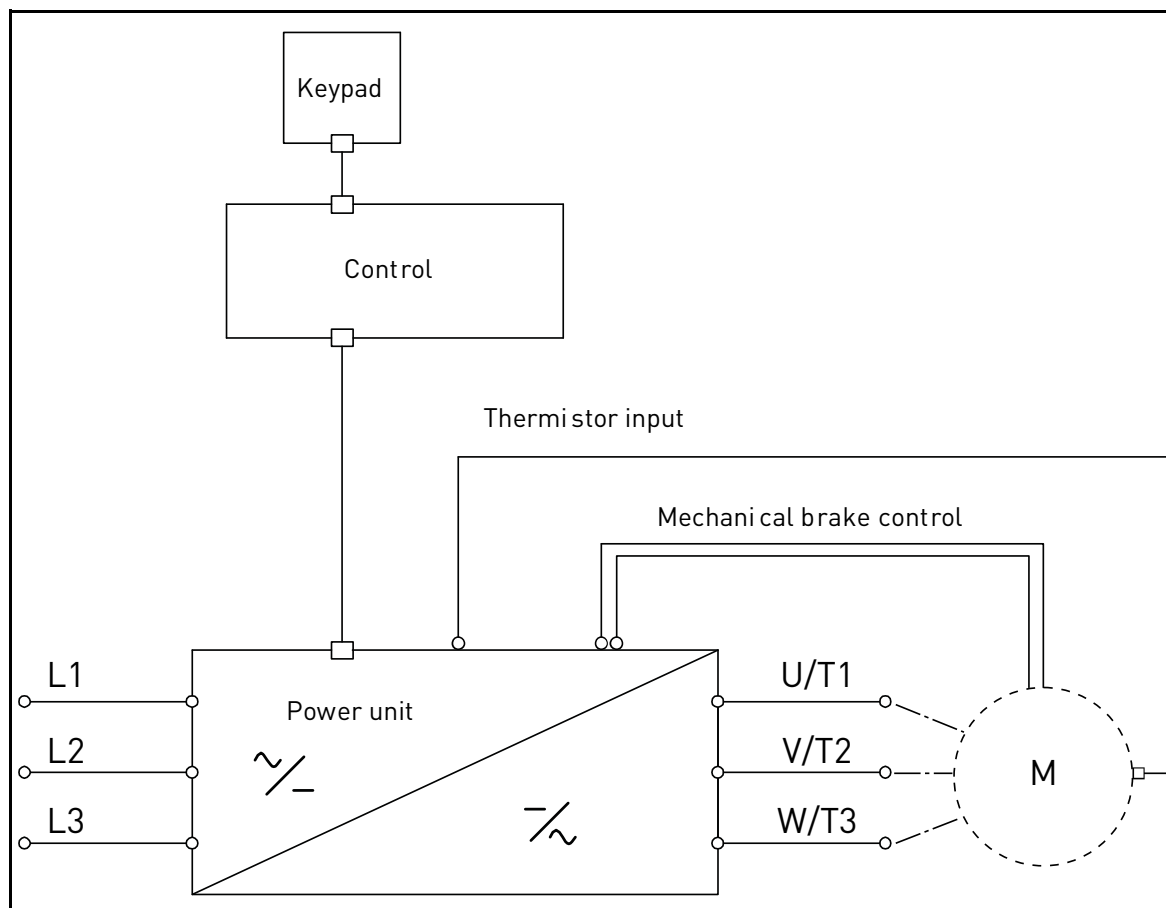 Keypad
Control
Thermistor input
Mechanical brake control
L1
U/T1
Power unit
L2
V/T2
M
L3
W/T3